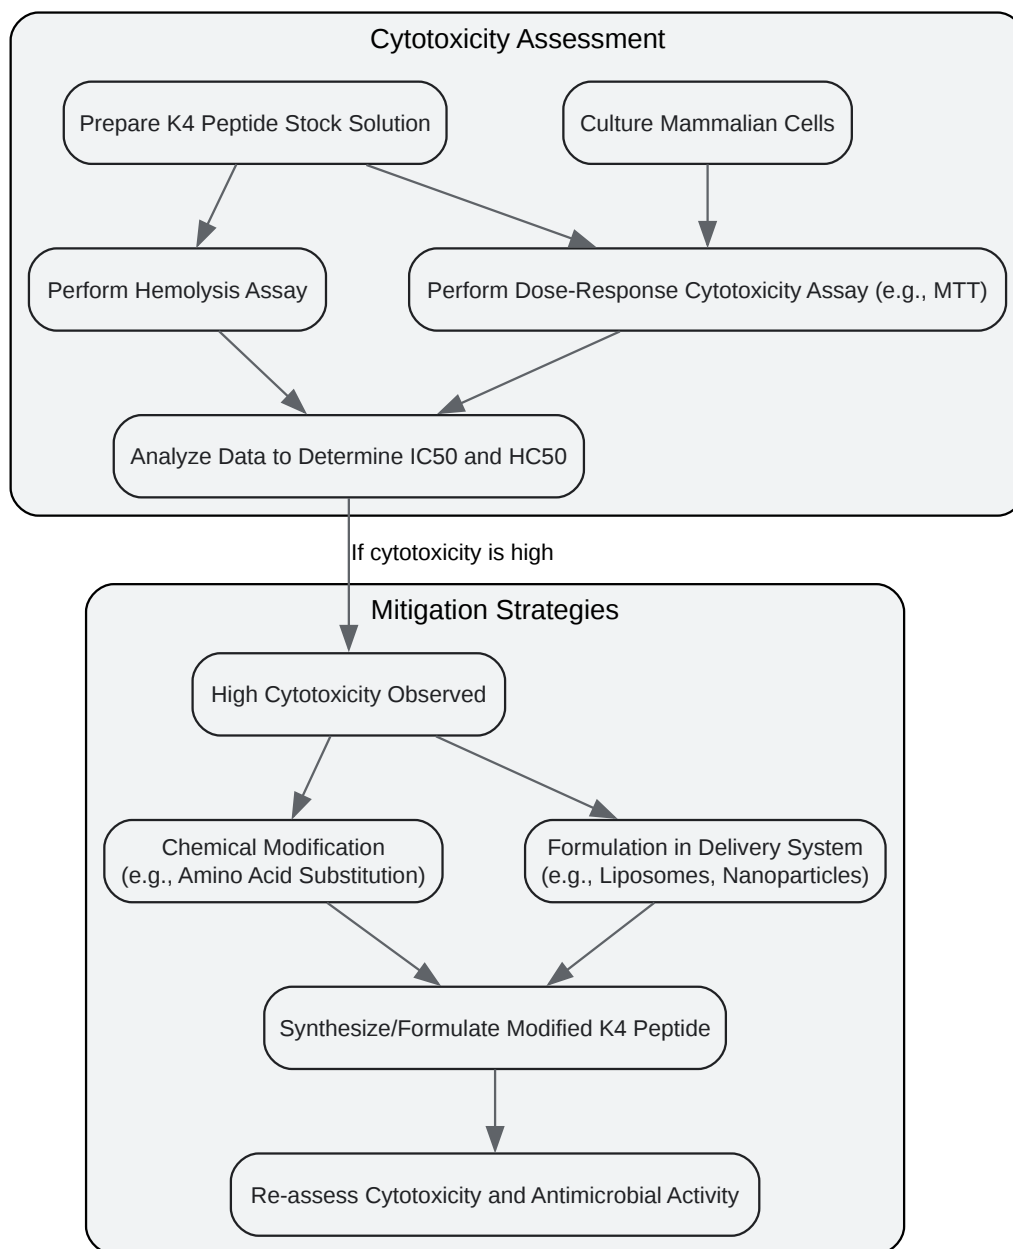 Cytotoxicity Assessment
Prepare K4 Peptide Stock Solution
Culture Mammalian Cells
Perform Hemolysis Assay
Perform Dose-Response Cytotoxicity Assay (e.g., MTT)
Analyze Data to Determine IC50 and HC50
If cytotoxicity is high
Mitigation Strategies
High Cytotoxicity Observed
Chemical Modification
(e.g., Amino Acid Substitution)
Formulation in Delivery System
(e.g., Liposomes, Nanoparticles)
Synthesize/Formulate Modified K4 Peptide
Re-assess Cytotoxicity and Antimicrobial Activity